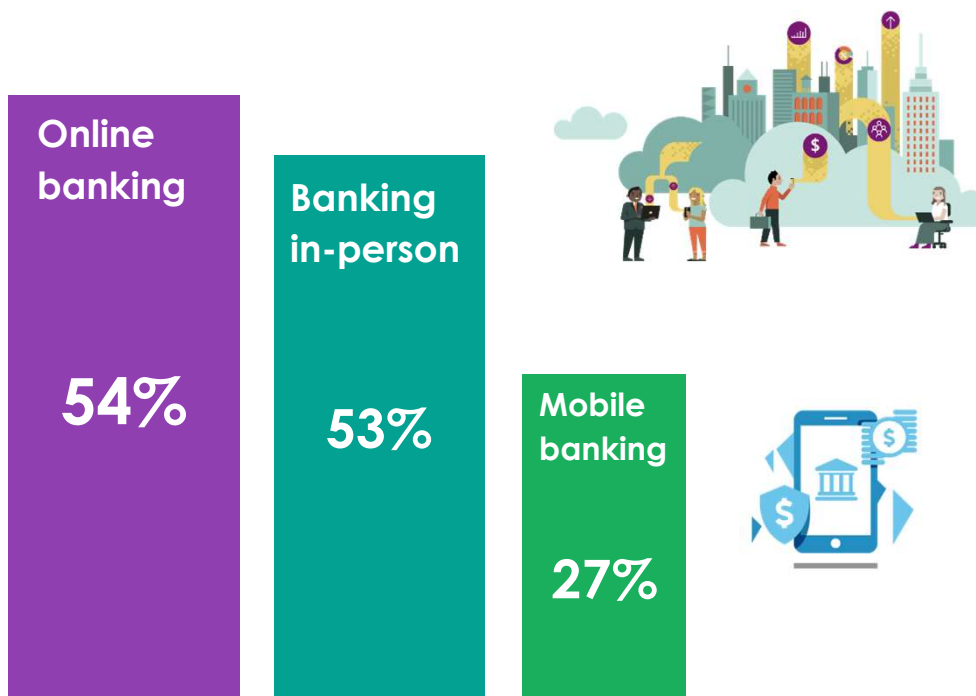 Online
banking
54%
Banking
in-person
53%
Mobile
banking
27%
$
$
$